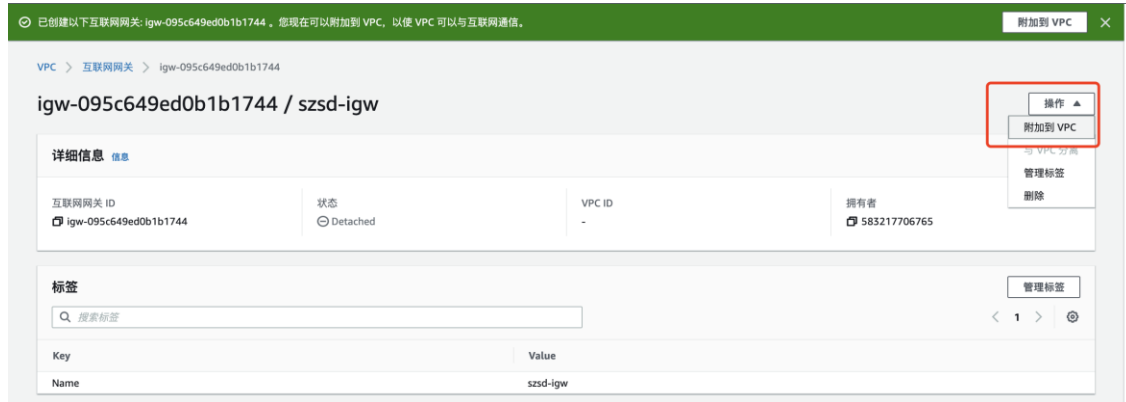 已创建以下互联网网关: igw-095c649ed0b1b1744 。您现在可以附加到 VPC，以使 VPC 可以与互联网通信。 附加到 VPC
VPC > 互联网网关 > igw-095c649ed0b1b1744
igw-095c649ed0b1b1744 / szsd-igw
操作
附加到 VPC
与 VPC 分离
管理标签
删除
详细信息 信息
互联网网关 ID 状态 VPC ID 拥有者
igw-095c649ed0b1b1744 Detached - 583217706765
标签 管理标签
搜索标签 1
Key Value
Name szsd-igw